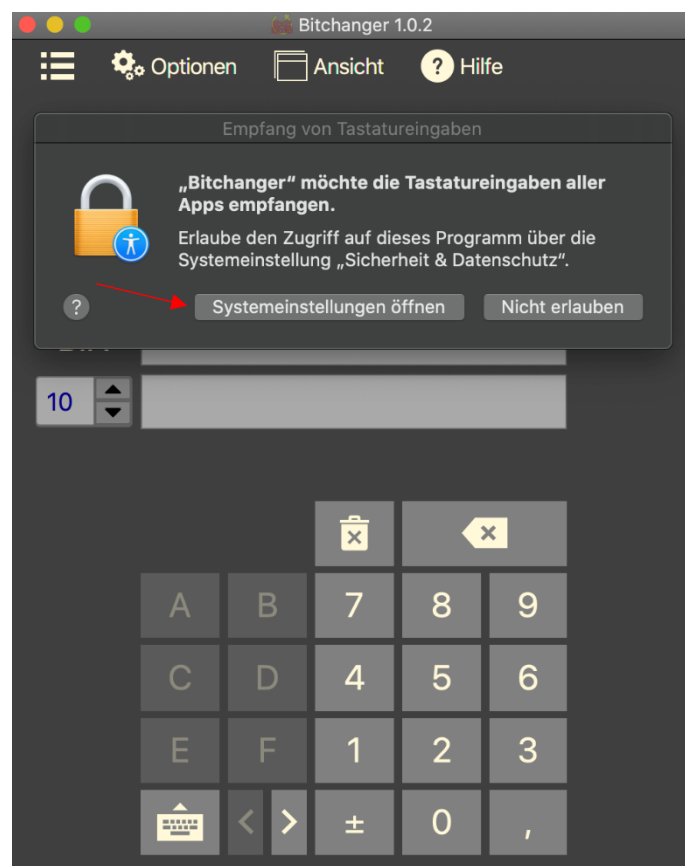 Bitchanger 1.0.2
Optionen Ansicht ? Hilfe
Empfang von Tastatureingaben
„Bitchanger“ möchte die Tastatureingaben aller
Apps empfangen.
Erlaube den Zugriff auf dieses Programm über die
Systemeinstellung „Sicherheit & Datenschutz“.
? Systemeinstellungen öffnen Nicht erlauben
10
A B 7 8 9
C D 4 5 6
E F 1 2 3
< > ± 0 ,